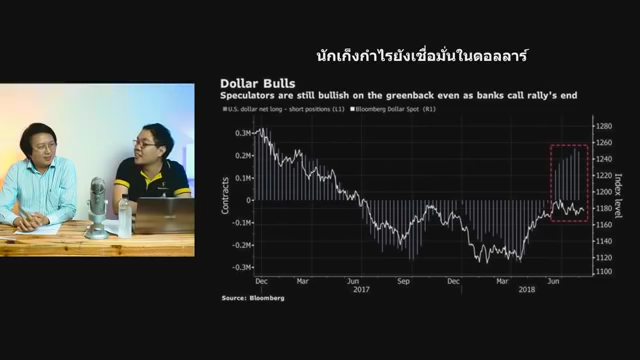 นักเก็งกำไรยังเชื่อมั่นในดอลลาร์
Dollar Bulls
Speculators are still bullish on the greenback even as banks call rally's end
U.S. dollar net long - short positions (L1) Bloomberg Dollar Spot (R1)
0.3M
0.2M
0.1M
0
-0.1M
-0.2M
-0.3M
Contracts
1280
1260
1240
1220
1200
1180
1160
1140
1120
1100
Index level
Dec Mar Jun Sep Dec Mar Jun
2017 2018
Source: Bloomberg